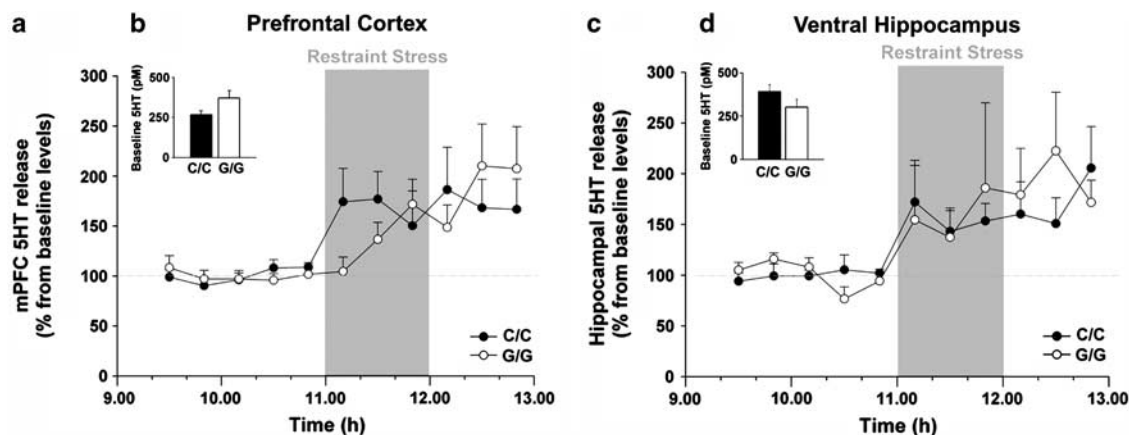 a
b
Prefrontal Cortex
Restraint Stress
mPFC 5HT release
(% from baseline levels)
300
250
200
150
100
50
0
Baseline 5HT (pM)
500
250
0
C/C G/G
C/C
G/G
9.00 10.00 11.00 12.00 13.00
Time (h)
c
d
Ventral Hippocampus
Restraint Stress
Hippocampal 5HT release
(% from baseline levels)
300
250
200
150
100
50
0
Baseline 5HT (pM)
500
250
0
C/C G/G
C/C
G/G
9.00 10.00 11.00 12.00 13.00
Time (h)